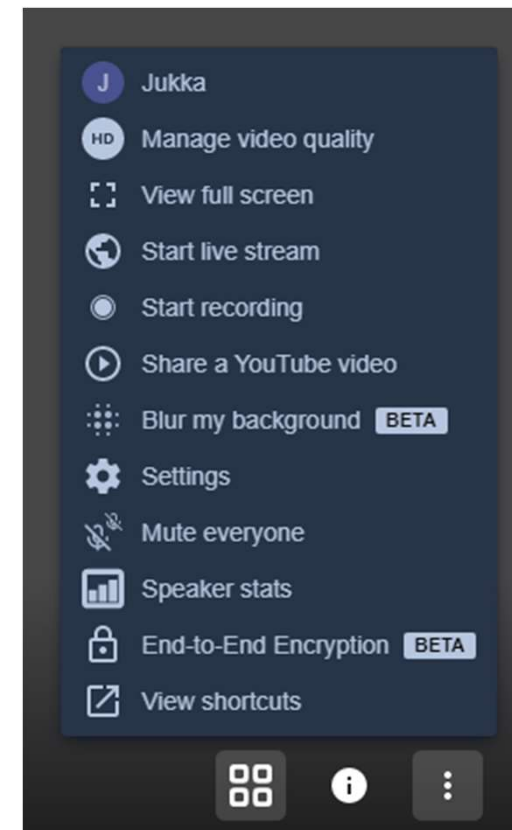 J Jukka
HD Manage video quality
View full screen
Start live stream
Start recording
Share a YouTube video
Blur my background BETA
Settings
Mute everyone
Speaker stats
End-to-End Encryption BETA
View shortcuts